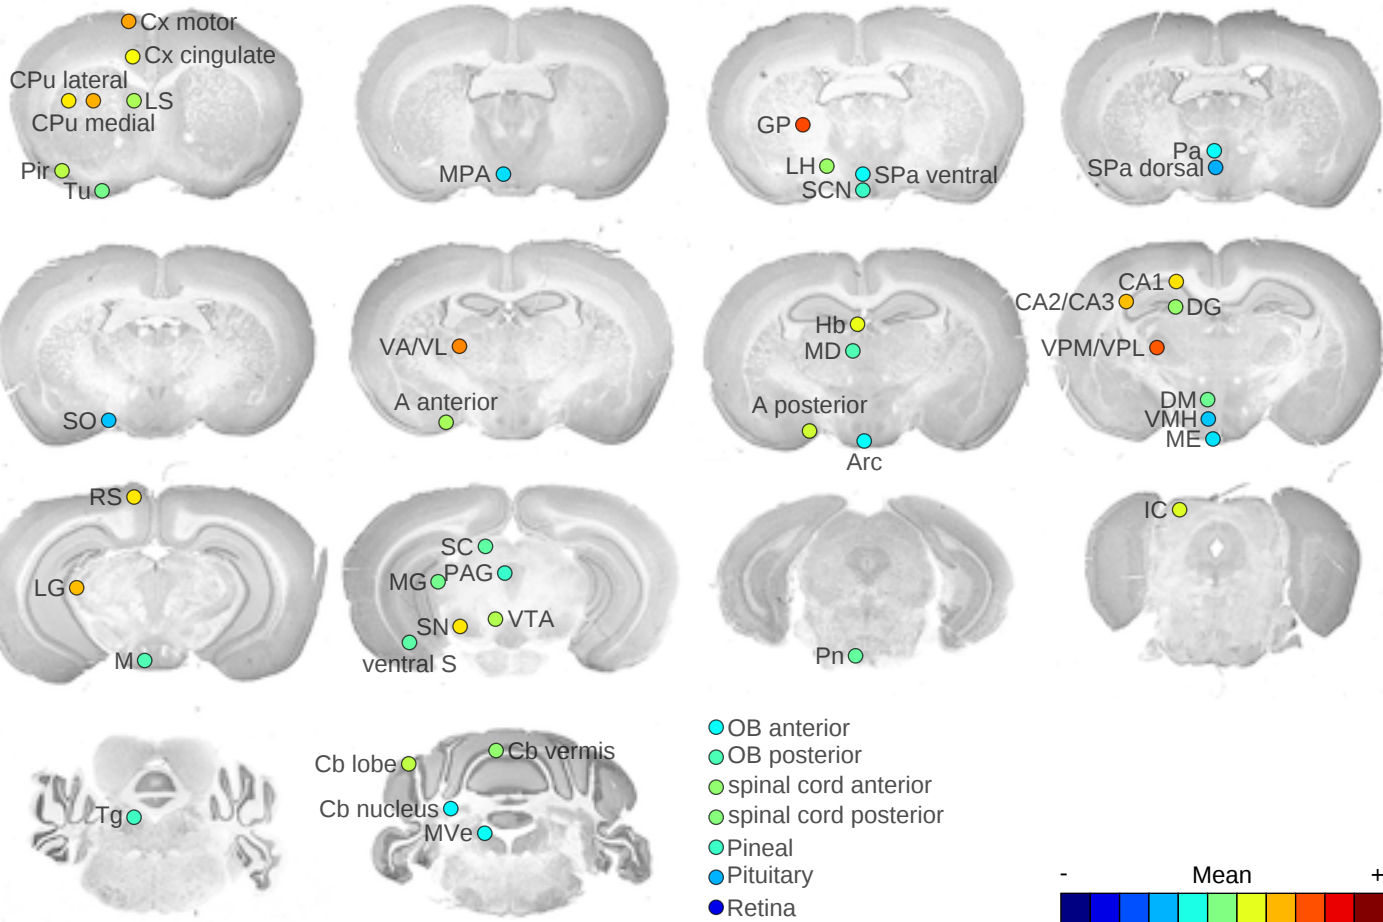 Cx motor
Cx cingulate
CPu lateral
LS
CPu medial
Pir
Tu
MPA
GP
LH
SPa ventral
SCN
Pa
SPa dorsal
SO
VA/VL
A anterior
Hb
MD
A posterior
Arc
CA1
CA2/CA3
DG
VPM/VPL
DM
VMH
ME
RS
LG
M
SC
PAG
MG
SN
VTA
ventral S
Pn
IC
Tg
Cb lobe
Cb vermis
Cb nucleus
MVe
OB anterior
OB posterior
spinal cord anterior
spinal cord posterior
Pineal
Pituitary
Retina
- Mean +